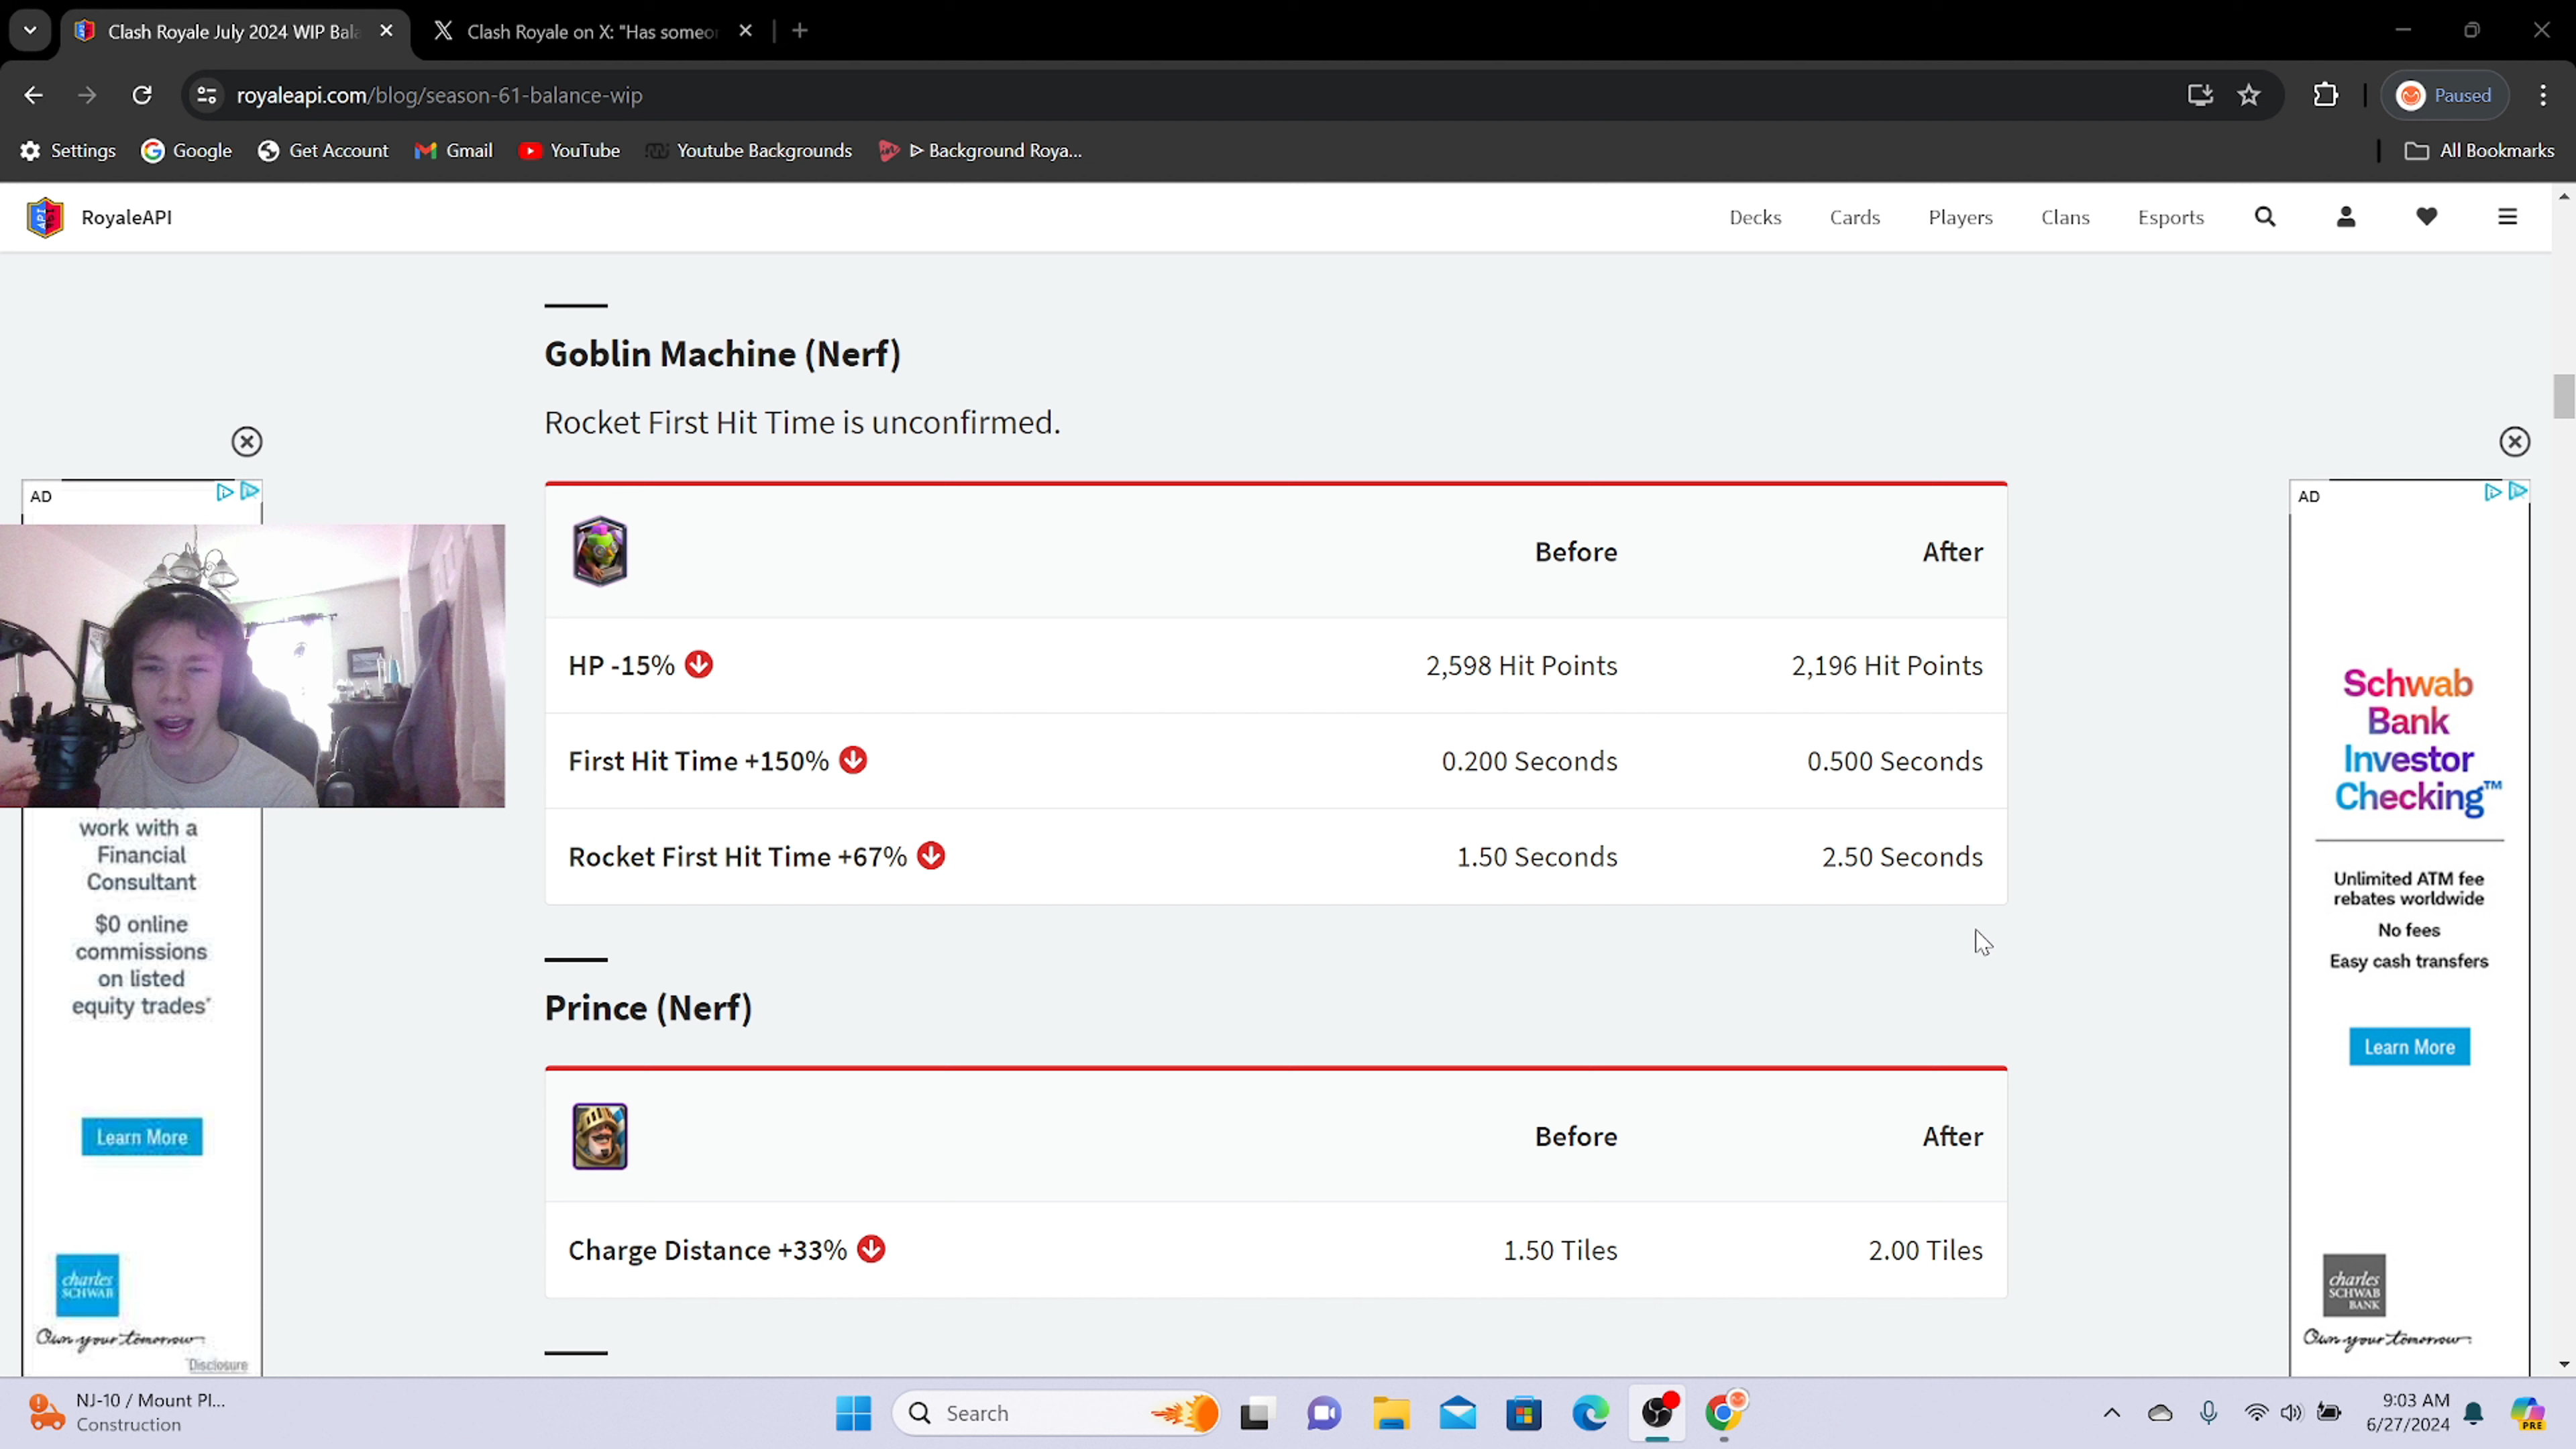 Clash Royale July 2024 WIP Bala
Clash Royale on X: "Has someon
royaleapi.com/blog/season-61-balance-wip
Paused
Settings
Google
Get Account
Gmail
YouTube
Youtube Backgrounds
ᐅ Background Roya...
All Bookmarks
RoyaleAPI
Decks
Cards
Players
Clans
Esports
Goblin Machine (Nerf)
Rocket First Hit Time is unconfirmed.
Before After
HP -15% 2,598 Hit Points 2,196 Hit Points
First Hit Time +150% 0.200 Seconds 0.500 Seconds
Rocket First Hit Time +67% 1.50 Seconds 2.50 Seconds
Prince (Nerf)
Before After
Charge Distance +33% 1.50 Tiles 2.00 Tiles
AD
work with a
Financial
Consultant
$0 online
commissions
on listed
equity trades*
Learn More
charles
SCHWAB
Own your tomorrow.
*Disclosure
AD
Schwab
Bank
Investor
Checking™
Unlimited ATM fee
rebates worldwide
No fees
Easy cash transfers
Learn More
charles
SCHWAB
BANK
Own your tomorrow.
NJ-10 / Mount Pl...
Construction
Search
9:03 AM
6/27/2024
PRE